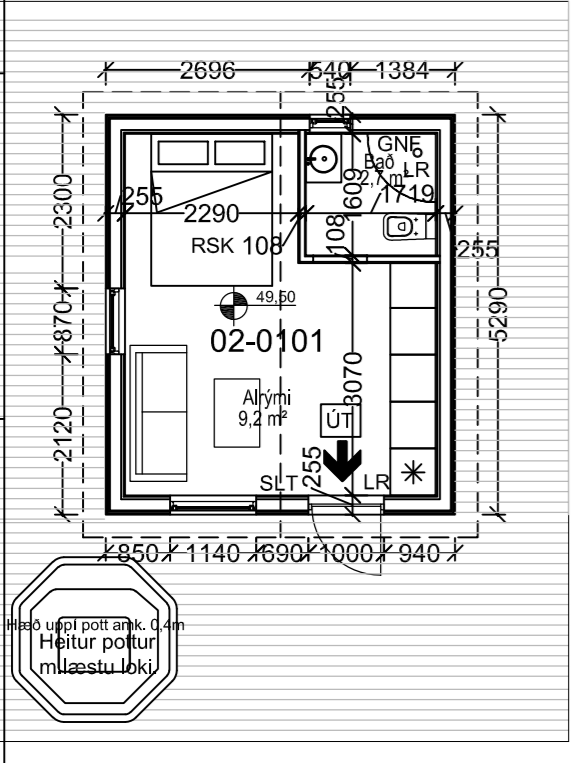 2696 540 1384
255
GNF
Bað LR
2,7 m²
1719
1609
2300
255
2290
108
RSK 108
255
49,50
02-0101
870
5290
3070
Alrými
9,2 m²
ÚT
2120
255
SLT LR
850 1140 690 1000 940
Hæð uppí pott amk. 0,4m
Heitur pottur
m.læstu loki.